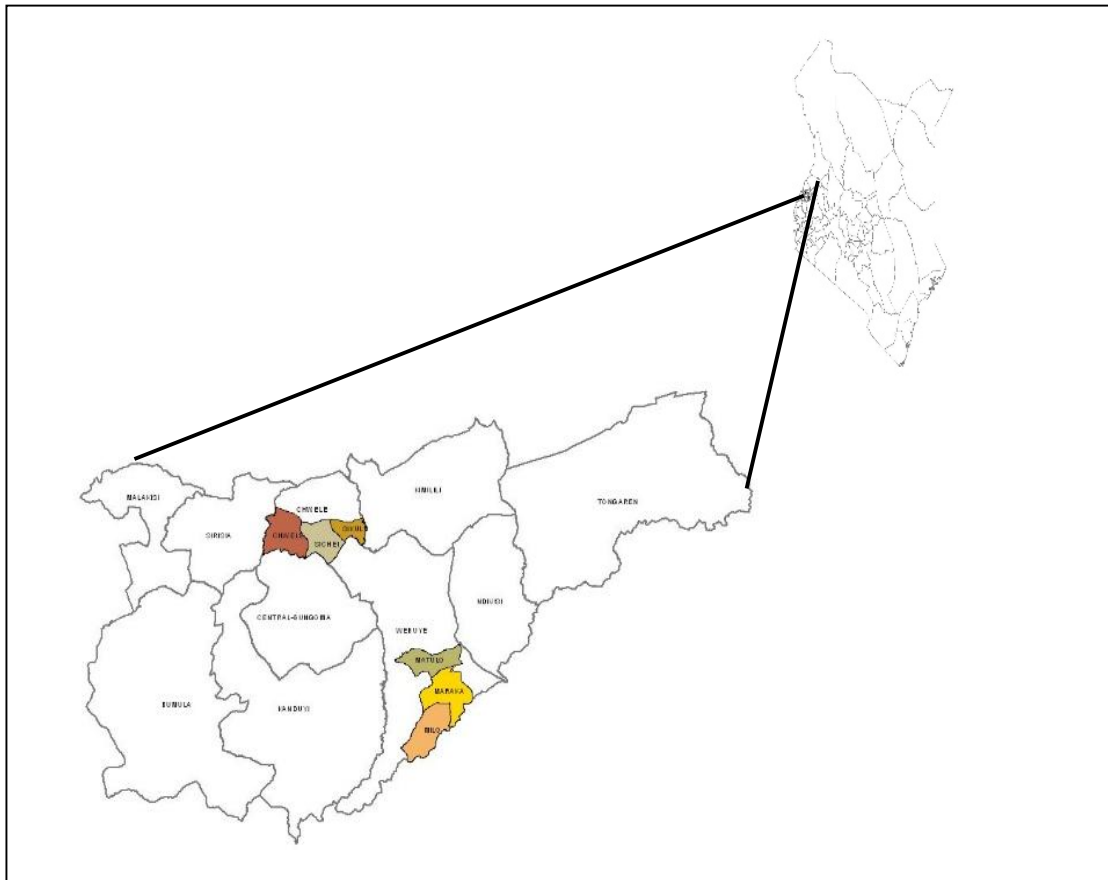 MALAKISI
SIRISIA
CHWELE
KIMILILI
TONGAREN
CHWELE
SICHEI
NDIVISI
CENTRAL-BUNGOMA
WEBUYE
MATULO
MARAKA
MILO
BUMULA
KANDUYI